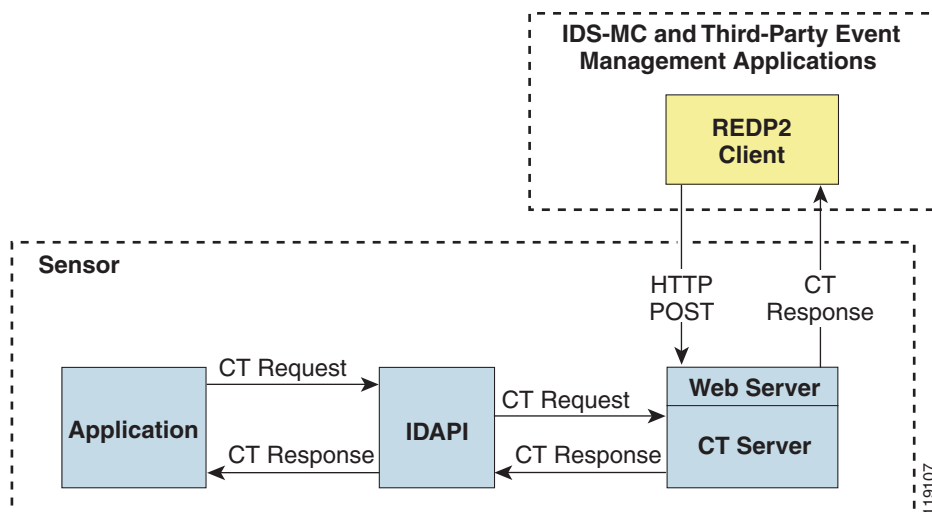 IDS-MC and Third-Party Event
Management Applications
REDP2
Client
Sensor
HTTP
POST
CT
Response
CT Request
CT Request
Application
IDAPI
Web Server
CT Server
CT Response
CT Response
119107